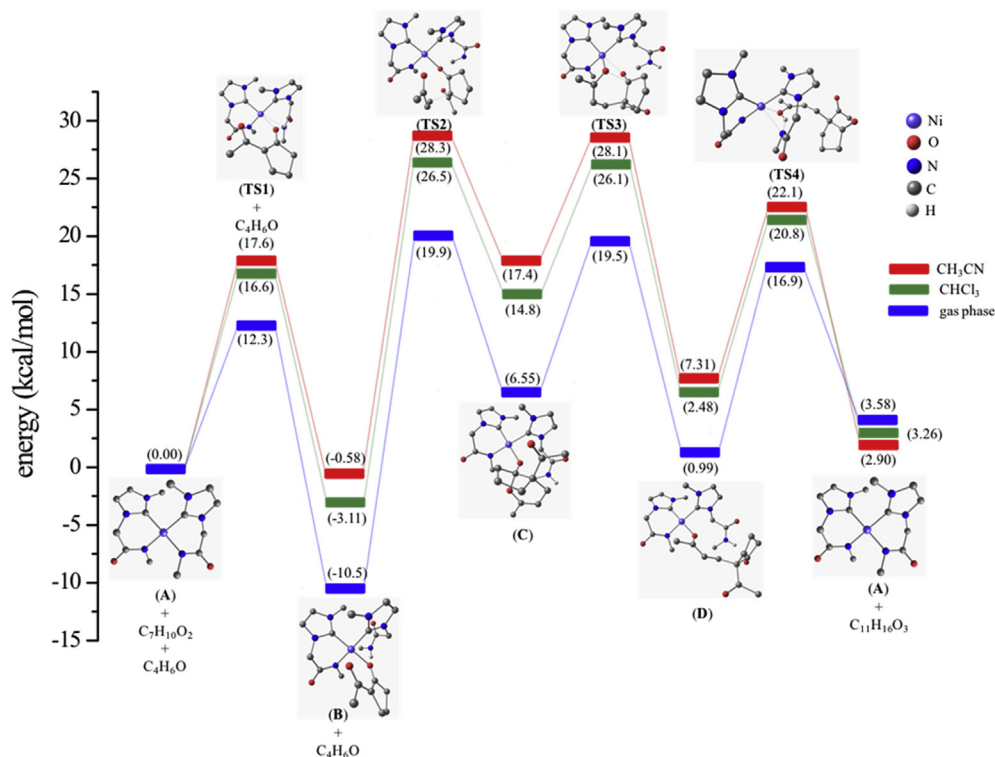 energy (kcal/mol)
30
25
20
15
10
5
0
-5
-10
-15
(0.00)
(A)
+
C₇H₁₀O₂
+
C₄H₆O
(TS1)
+
C₄H₆O
(17.6)
(16.6)
(12.3)
(-0.58)
(-3.11)
(-10.5)
(B)
+
C₄H₆O
(TS2)
(28.3)
(26.5)
(19.9)
(17.4)
(14.8)
(6.55)
(C)
(TS3)
(28.1)
(26.1)
(19.5)
(7.31)
(2.48)
(0.99)
(D)
(TS4)
(22.1)
(20.8)
(16.9)
(3.58)
(3.26)
(2.90)
(A)
+
C₁₁H₁₆O₃
Ni
O
N
C
H
CH₃CN
CHCl₃
gas phase